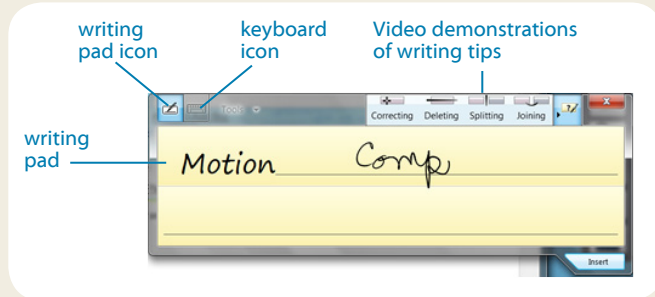 writing pad icon
keyboard icon
Video demonstrations of writing tips
Tools
Correcting Deleting Splitting Joining
writing pad
Motion Comp
Insert